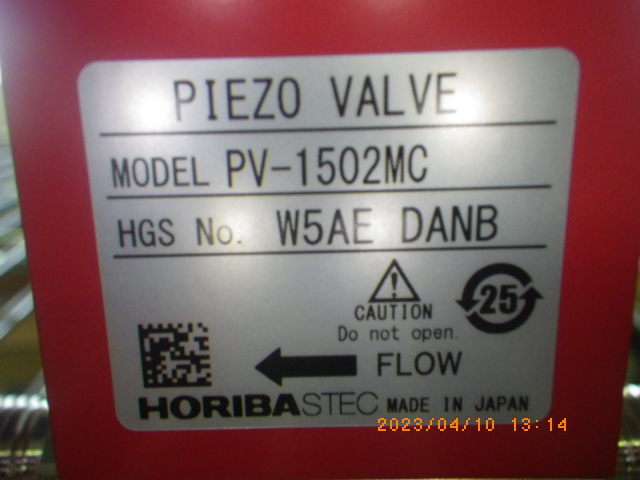 PIEZO VALVE
MODEL PV-1502MC
HGS No. W5AE DANB
CAUTION
Do not open.
25
FLOW
HORIBASTEC MADE IN JAPAN
2023/04/10 13:14